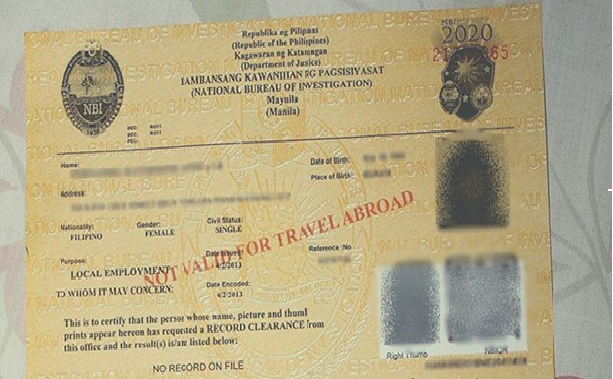 Republika ng Pilipinas
(Republic of the Philippines)
Kagawaran ng Katarungan
(Department of Justice)
PAMBANSANG KAWANIHAN NG PAGSISIYASAT
(NATIONAL BUREAU OF INVESTIGATION)
Maynila
(Manila)
NBI
2020
NBI
1936
Name:
Date of Birth:
Place of Birth:
Address:
Nationality: Gender: Civil Status:
FILIPINO FEMALE SINGLE
NOT VALID FOR TRAVEL ABROAD
Purpose: Date Issued: Reference No
LOCAL EMPLOYMENT 4/2/2013
TO WHOM IT MAY CONCERN: Date Encoded:
4/2/2013
This is to certify that the person whose name, picture and thumb
prints appear hereon has requested a RECORD CLEARANCE from
this office and the result(s) is/are listed below:
Right Thumb
NO RECORD ON FILE